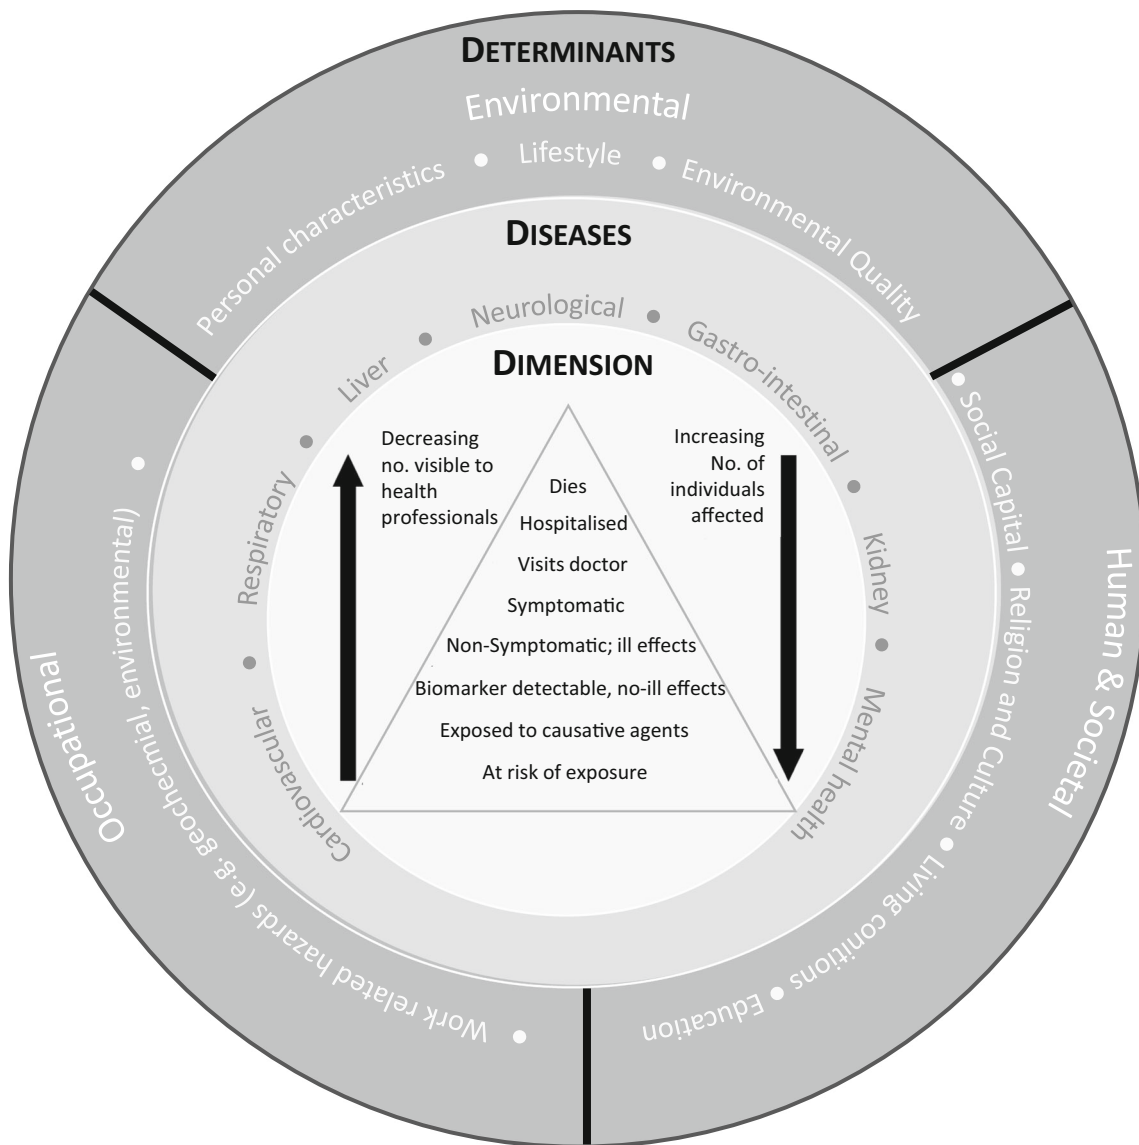 DETERMINANTS
Environmental
Personal characteristics • Lifestyle • Environmental Quality
DISEASES
Cardiovascular • Respiratory • Liver • Neurological • Gastro-intestinal • Kidney • Mental health
DIMENSION
Decreasing
no. visible to
health
professionals
Increasing
No. of
individuals
affected
Dies
Hospitalised
Visits doctor
Symptomatic
Non-Symptomatic; ill effects
Biomarker detectable, no-ill effects
Exposed to causative agents
At risk of exposure
Human & Societal
• Social Capital • Religion and Culture • Living conitions • Education
Occupational
• Work related hazards (e.g. geochecmial, environmental) •